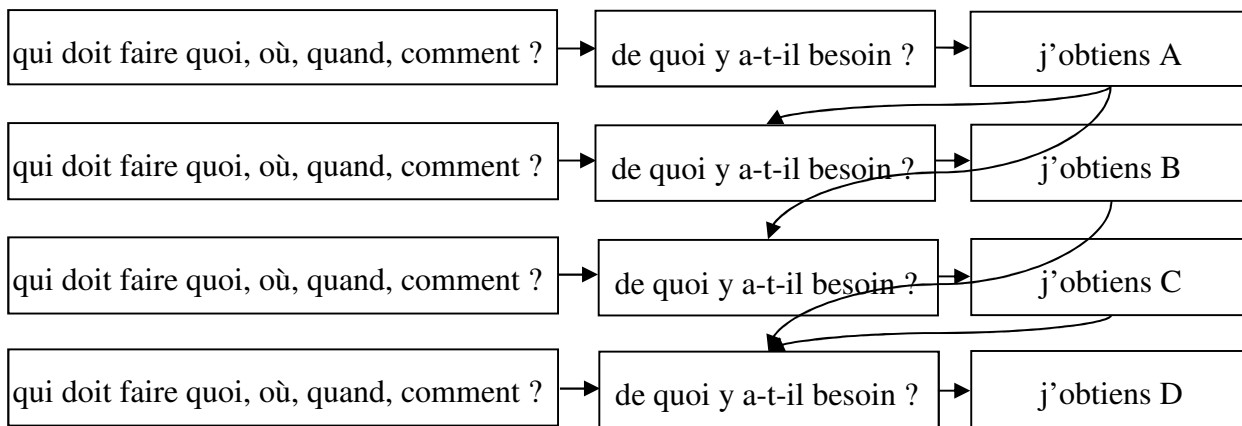 qui doit faire quoi, où, quand, comment ? de quoi y a-t-il besoin ? j’obtiens A
qui doit faire quoi, où, quand, comment ? de quoi y a-t-il besoin ? j’obtiens B
qui doit faire quoi, où, quand, comment ? de quoi y a-t-il besoin ? j’obtiens C
qui doit faire quoi, où, quand, comment ? de quoi y a-t-il besoin ? j’obtiens D